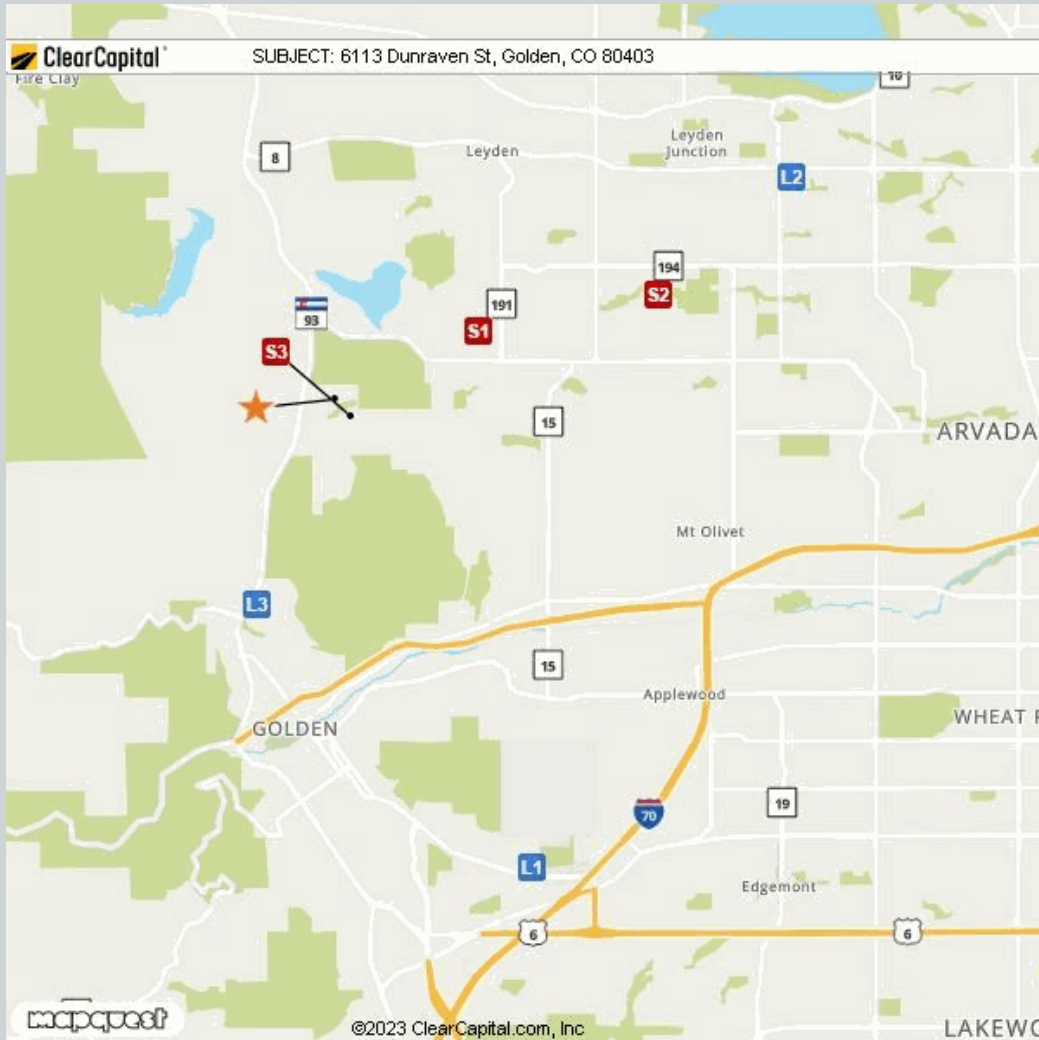 ClearCapital
SUBJECT: 6113 Dunraven St, Golden, CO 80403
Fire Clay
10
8
Leyden
Leyden
Junction
L2
194
S2
191
93
S1
S3
15
ARVADA
Mt Olivet
L3
15
Applewood
GOLDEN
WHEAT R
70
19
L1
Edgemont
6
6
mapquest
©2023 ClearCapital.com, Inc
LAKEWO